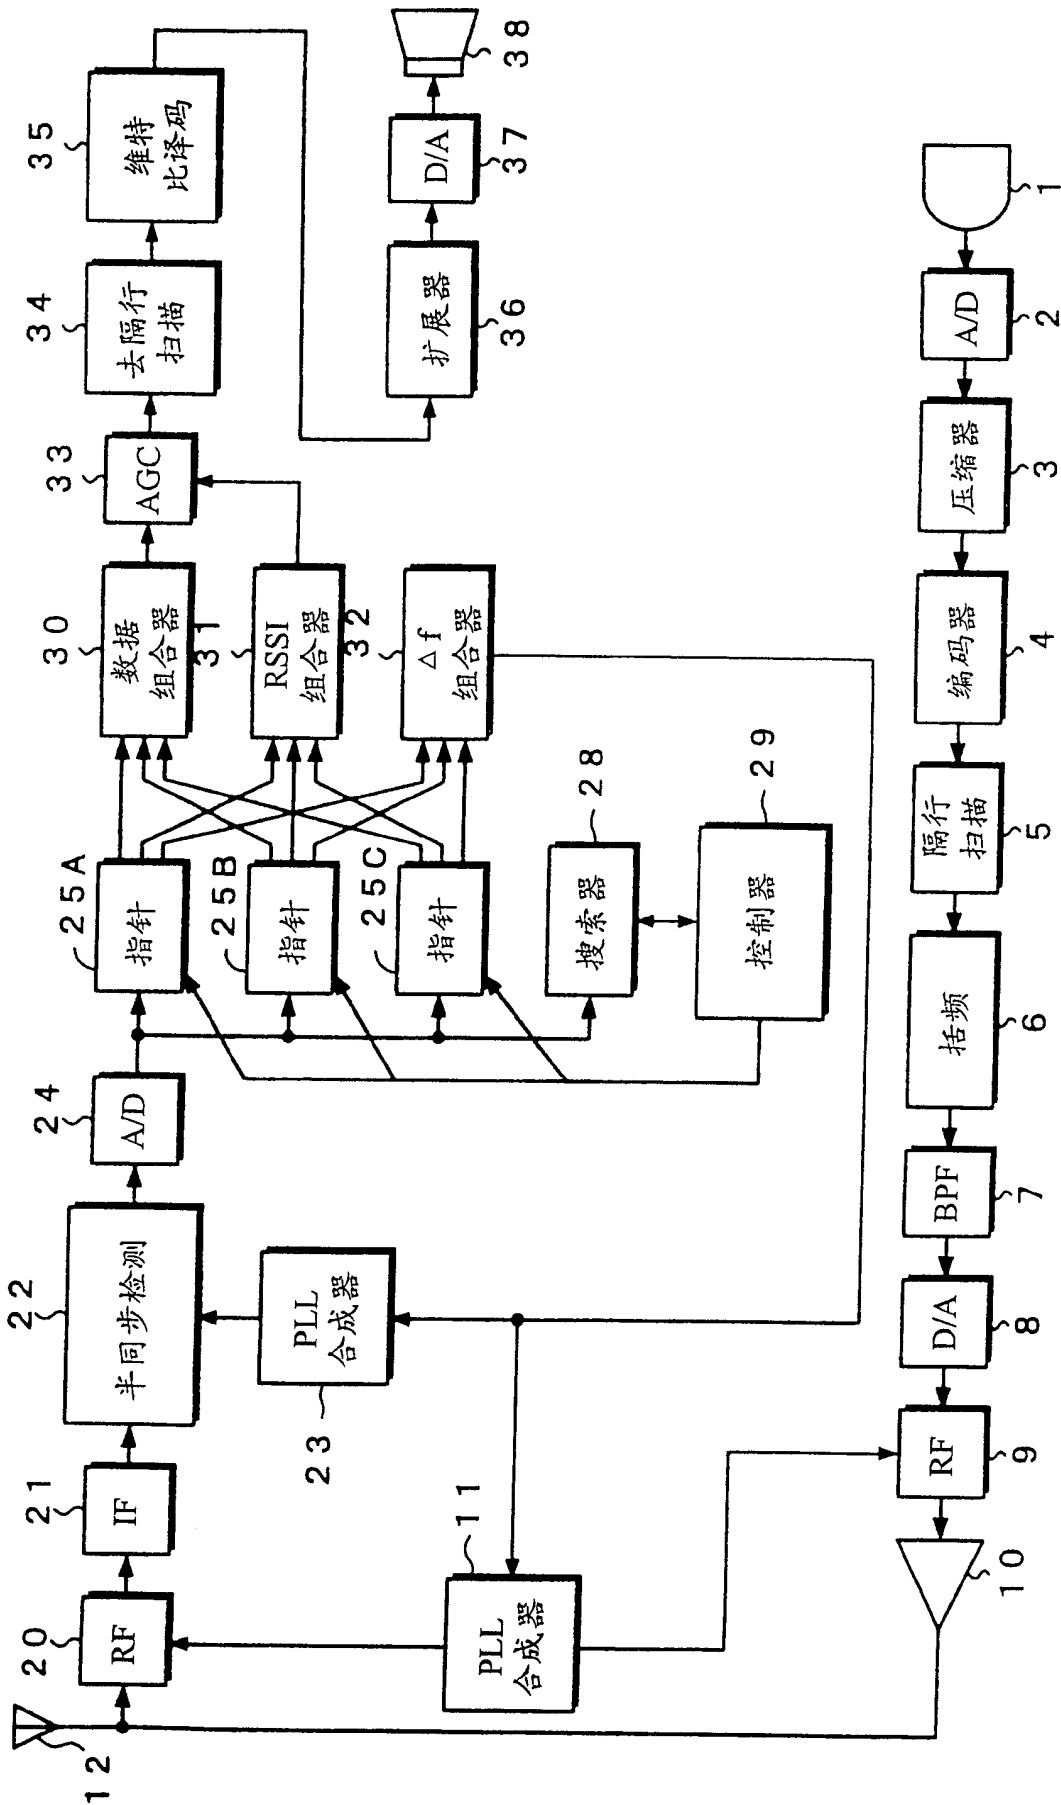 12
20
RF
21
IF
22
半同步检测
24
A/D
25A
指针
30
数据
组合器
33
AGC
34
去隔行
扫描
35
维特
比译码
23
PLL
合成器
25B
指针
31
RSSI
组合器
25C
指针
32
△f
组合器
36
扩展器
37
D/A
38
11
PLL
合成器
28
搜索器
29
控制器
10
RF
9
D/A
8
BPF
7
括频
6
隔行
扫描
5
编码器
4
压缩器
3
A/D
2
1